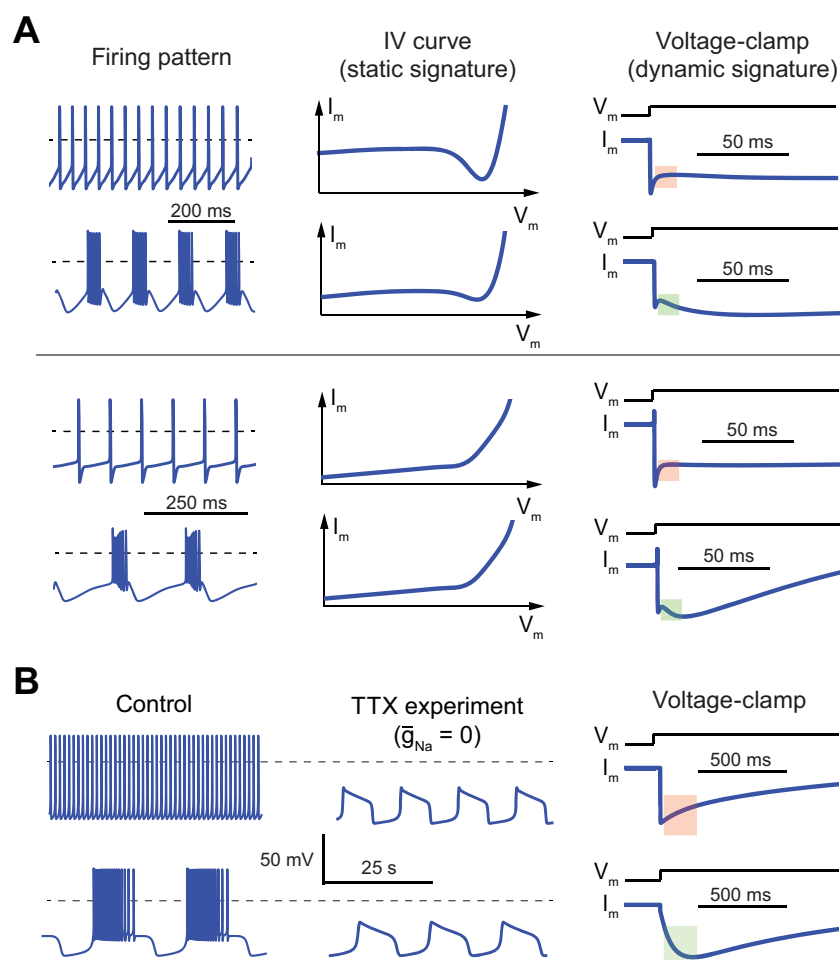 A
Firing pattern
IV curve
(static signature)
Voltage-clamp
(dynamic signature)
I_m
V_m
V_m
I_m
50 ms
200 ms
I_m
V_m
V_m
I_m
50 ms
I_m
V_m
V_m
I_m
50 ms
250 ms
I_m
V_m
V_m
I_m
50 ms
B
Control
TTX experiment
(g̅_Na = 0)
Voltage-clamp
V_m
I_m
500 ms
50 mV
25 s
V_m
I_m
500 ms